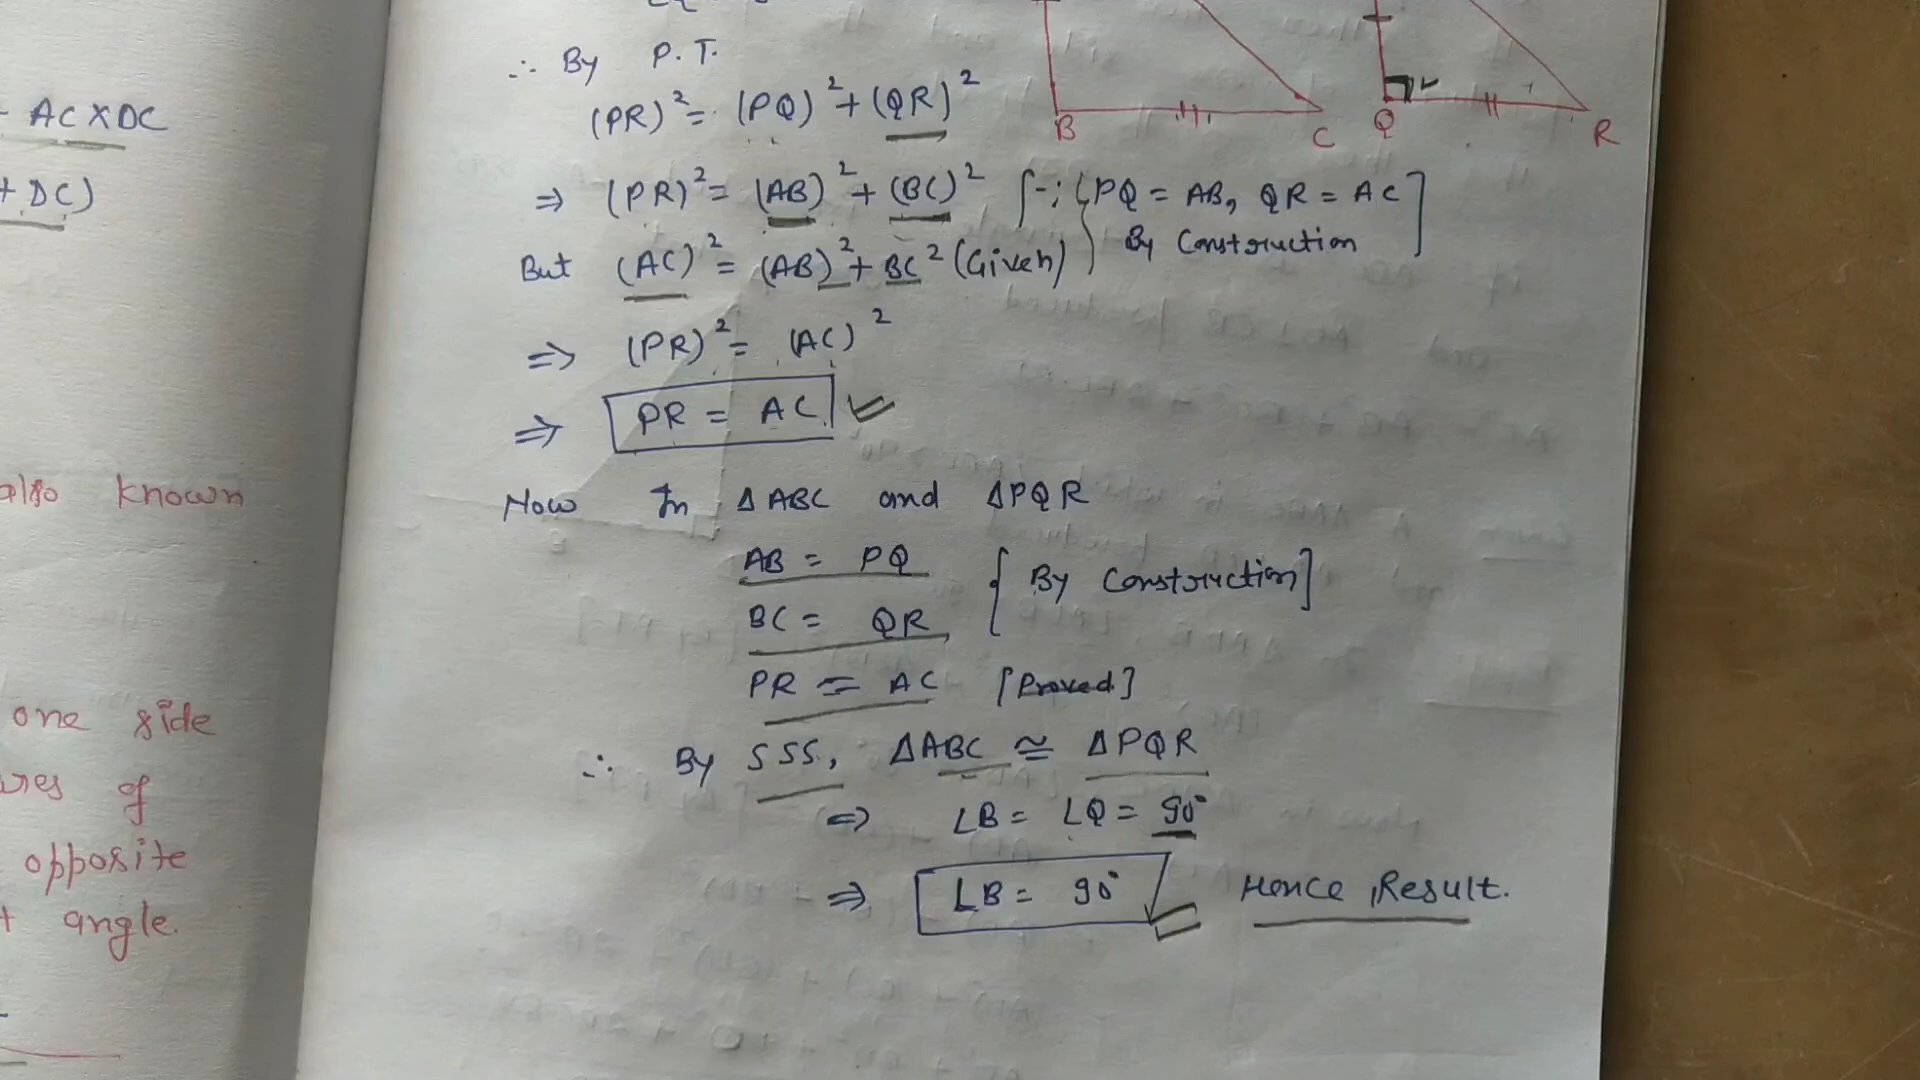 AC X DC
+ DC)
also known
one side
of
opposite
angle.
∴ By P.T.
(PR)² = (PQ)² + (QR)²
B C Q R
⇒ (PR)² = (AB)² + (BC)² [∵ PQ = AB, QR = AC]
By Construction
But (AC)² = (AB)² + BC² (Given)
⇒ (PR)² = (AC)²
⇒ PR = AC
Now In ΔABC and ΔPQR
AB = PQ
BC = QR
{ By Construction]
PR = AC [Proved]
∴ By SSS, ΔABC ≅ ΔPQR
⇒ ∠B = ∠Q = 90°
⇒ ∠B = 90° Hence, Result.